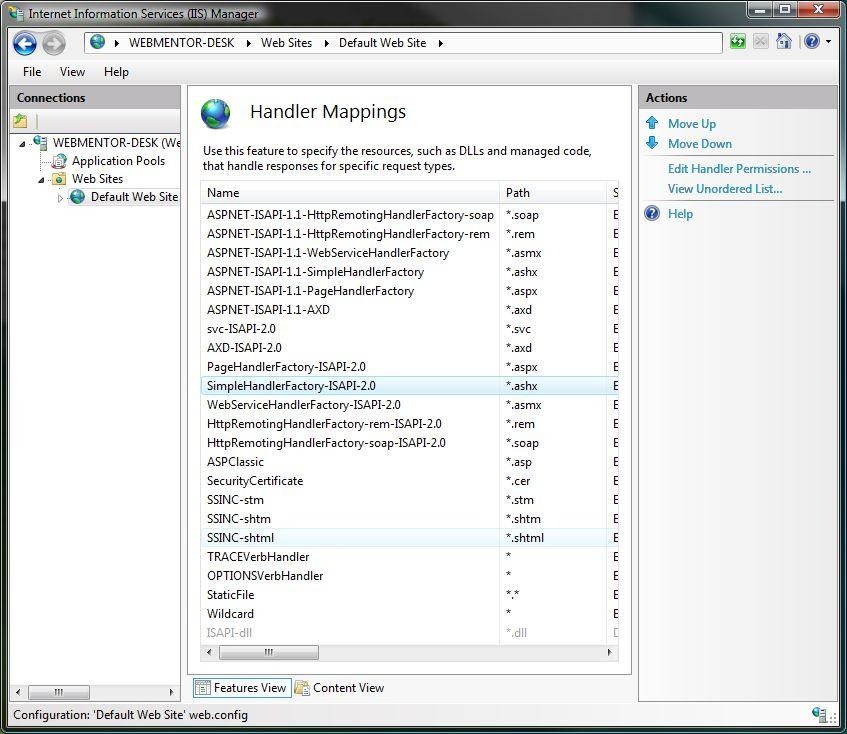 Internet Information Services (IIS) Manager
WEBMENTOR-DESK Web Sites Default Web Site
File View Help
Connections
WEBMENTOR-DESK (We
Application Pools
Web Sites
Default Web Site
Handler Mappings
Use this feature to specify the resources, such as DLLs and managed code,
that handle responses for specific request types.
Name Path S
ASPNET-ISAPI-1.1-HttpRemotingHandlerFactory-soap *.soap E
ASPNET-ISAPI-1.1-HttpRemotingHandlerFactory-rem *.rem E
ASPNET-ISAPI-1.1-WebServiceHandlerFactory *.asmx E
ASPNET-ISAPI-1.1-SimpleHandlerFactory *.ashx E
ASPNET-ISAPI-1.1-PageHandlerFactory *.aspx E
ASPNET-ISAPI-1.1-AXD *.axd E
svc-ISAPI-2.0 *.svc E
AXD-ISAPI-2.0 *.axd E
PageHandlerFactory-ISAPI-2.0 *.aspx E
SimpleHandlerFactory-ISAPI-2.0 *.ashx E
WebServiceHandlerFactory-ISAPI-2.0 *.asmx E
HttpRemotingHandlerFactory-rem-ISAPI-2.0 *.rem E
HttpRemotingHandlerFactory-soap-ISAPI-2.0 *.soap E
ASPClassic *.asp E
SecurityCertificate *.cer E
SSINC-stm *.stm E
SSINC-shtm *.shtm E
SSINC-shtml *.shtml E
TRACEVerbHandler * E
OPTIONSVerbHandler * E
StaticFile *.* E
Wildcard * E
ISAPI-dll *.dll D
Features View Content View
Actions
Move Up
Move Down
Edit Handler Permissions ...
View Unordered List...
Help
Configuration: 'Default Web Site' web.config